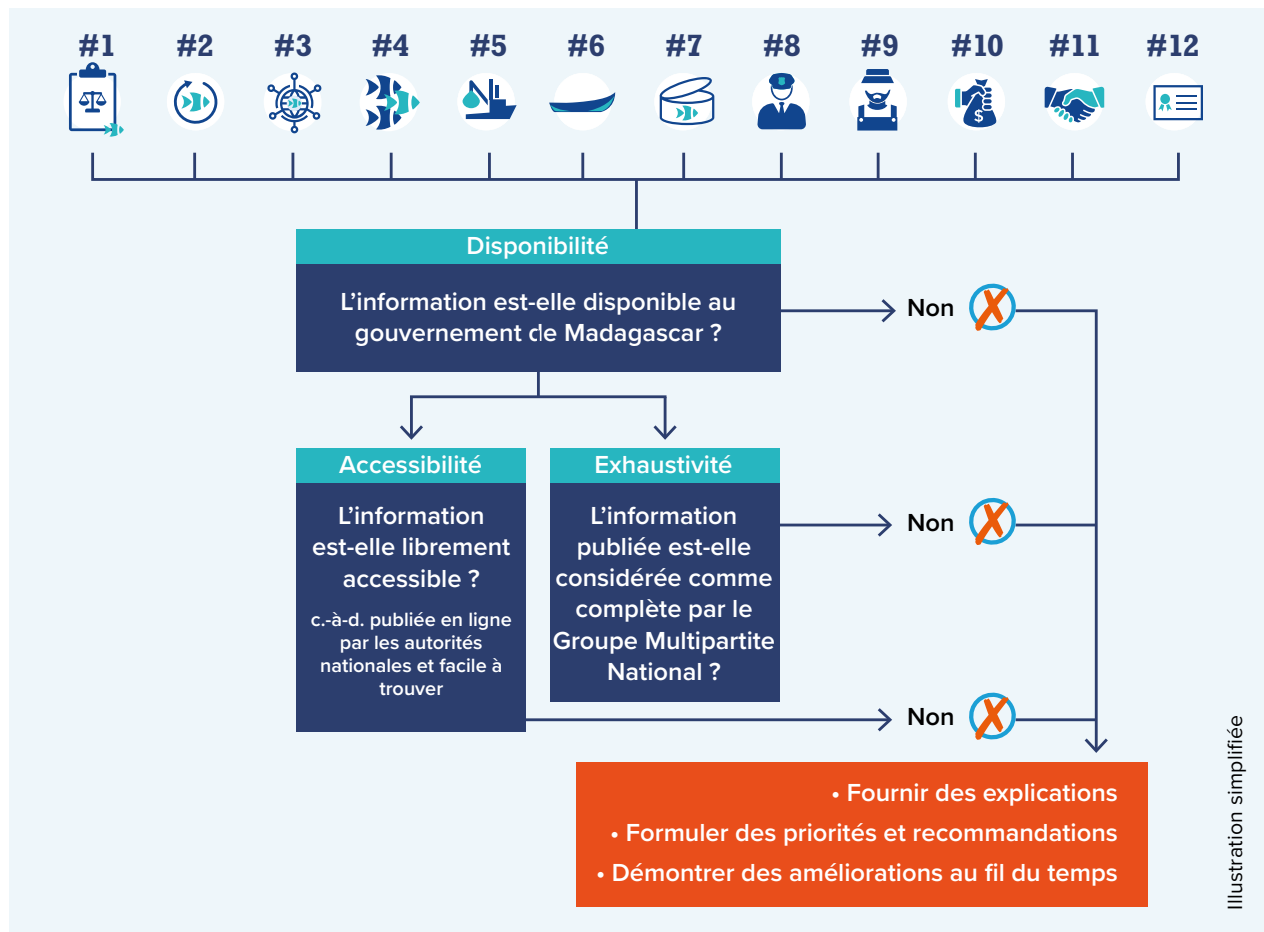 #1 #2 #3 #4 #5 #6 #7 #8 #9 #10 #11 #12
$
Disponibilité
L'information est-elle disponible au
gouvernement de Madagascar ?
Non
Accessibilité
L'information
est-elle librement
accessible ?
c.-à-d. publiée en ligne
par les autorités
nationales et facile à
trouver
Exhaustivité
L'information
publiée est-elle
considérée comme
complète par le
Groupe Multipartite
National ?
Non
Non
• Fournir des explications
• Formuler des priorités et recommandations
• Démontrer des améliorations au fil du temps
Illustration simplifiée